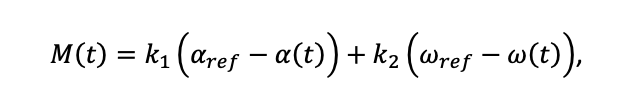 M(t) = k₁(α_ref − α(t)) + k₂(ω_ref − ω(t)),